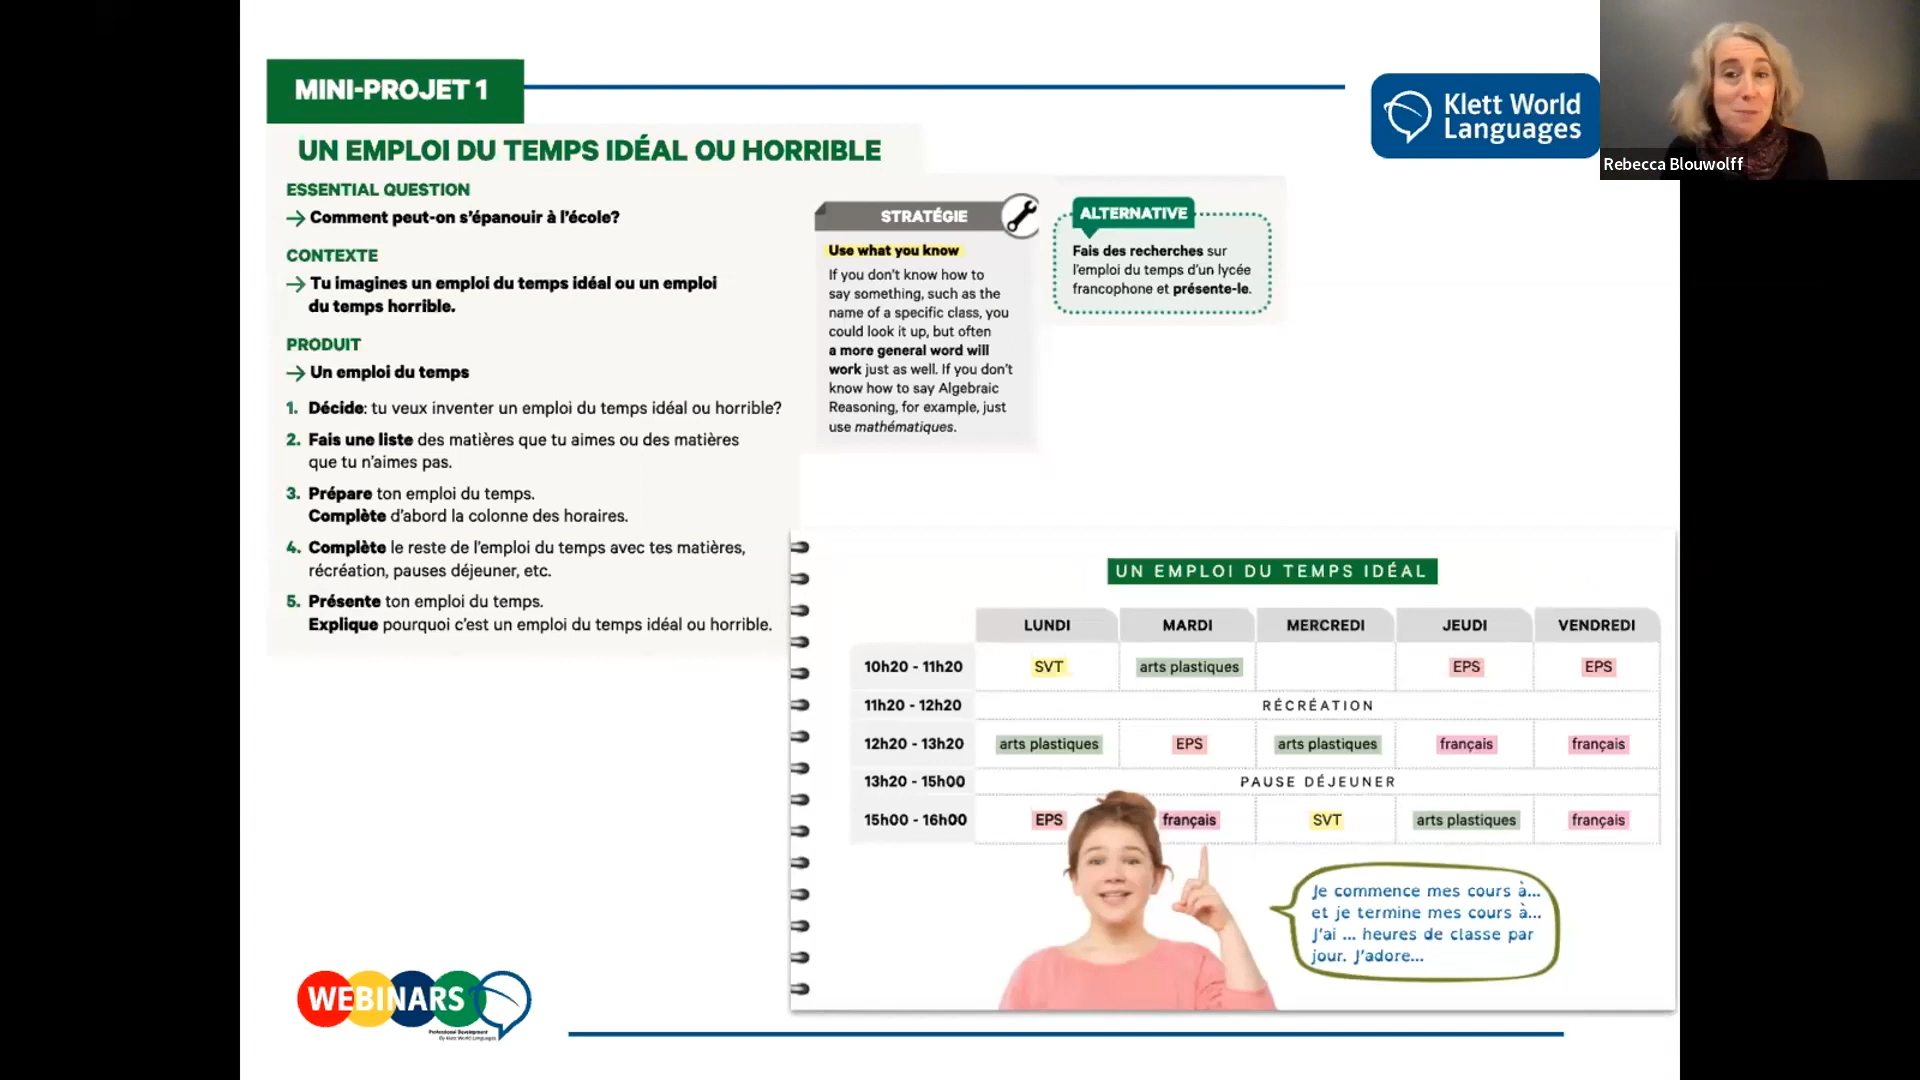 MINI-PROJET 1
UN EMPLOI DU TEMPS IDÉAL OU HORRIBLE
ESSENTIAL QUESTION
→ Comment peut-on s'épanouir à l'école?
CONTEXTE
→ Tu imagines un emploi du temps idéal ou un emploi
du temps horrible.
PRODUIT
→ Un emploi du temps
1. Décide: tu veux inventer un emploi du temps idéal ou horrible?
2. Fais une liste des matières que tu aimes ou des matières
que tu n'aimes pas.
3. Prépare ton emploi du temps.
Complète d'abord la colonne des horaires.
4. Complète le reste de l'emploi du temps avec tes matières,
récréation, pauses déjeuner, etc.
5. Présente ton emploi du temps.
Explique pourquoi c'est un emploi du temps idéal ou horrible.
STRATÉGIE
Use what you know
If you don't know how to
say something, such as the
name of a specific class, you
could look it up, but often
a more general word will
work just as well. If you don't
know how to say Algebraic
Reasoning, for example, just
use mathématiques.
ALTERNATIVE
Fais des recherches sur
l'emploi du temps d'un lycée
francophone et présente-le.
Klett World
Languages
Rebecca Blouwolff
UN EMPLOI DU TEMPS IDÉAL
LUNDI MARDI MERCREDI JEUDI VENDREDI
10h20 - 11h20 SVT arts plastiques EPS EPS
11h20 - 12h20 RÉCRÉATION
12h20 - 13h20 arts plastiques EPS arts plastiques français français
13h20 - 15h00 PAUSE DÉJEUNER
15h00 - 16h00 EPS français SVT arts plastiques français
Je commence mes cours à...
et je termine mes cours à...
J'ai ... heures de classe par
jour. J'adore...
WEBINARS
Professional Development
By Klett World Languages